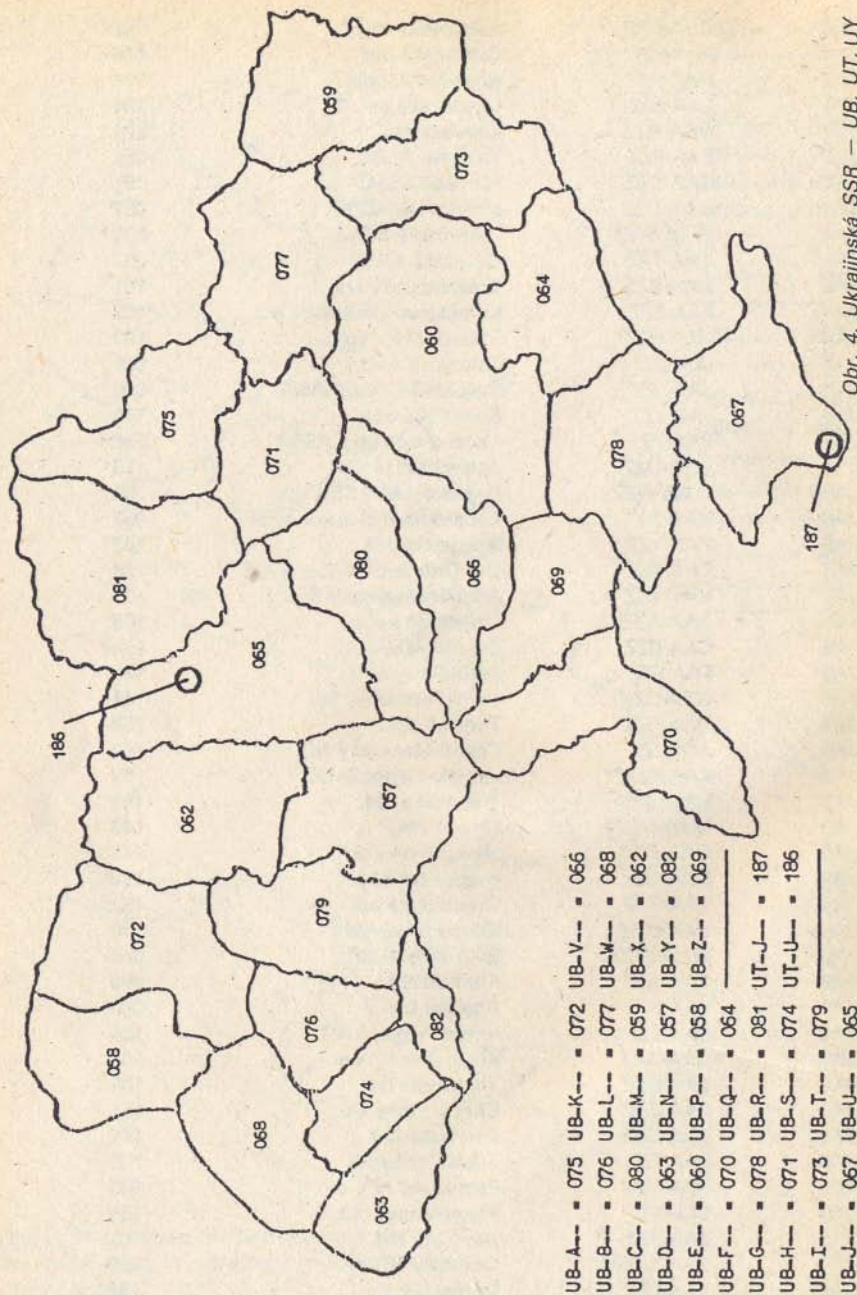 186
081
075
059
077
073
058
072
062
065
071
060
064
068
076
079
057
080
066
078
067
063
074
082
070
069
187
UB-A--- = 075 UB-K--- = 072 UB-V--- = 066
UB-B--- = 076 UB-L--- = 077 UB-W--- = 068
UB-C--- = 080 UB-M--- = 059 UB-X--- = 062
UB-D--- = 063 UB-N--- = 057 UB-Y--- = 082
UB-E--- = 060 UB-P--- = 058 UB-Z--- = 069
UB-F--- = 070 UB-Q--- = 064
UB-G--- = 078 UB-R--- = 081 UT-J--- = 187
UB-H--- = 071 UB-S--- = 074 UT-U--- = 186
UB-I--- = 073 UB-T--- = 079
UB-J--- = 067 UB-U--- = 065
Obr. 4. Ukrajinská SSR – UB, UT, UY